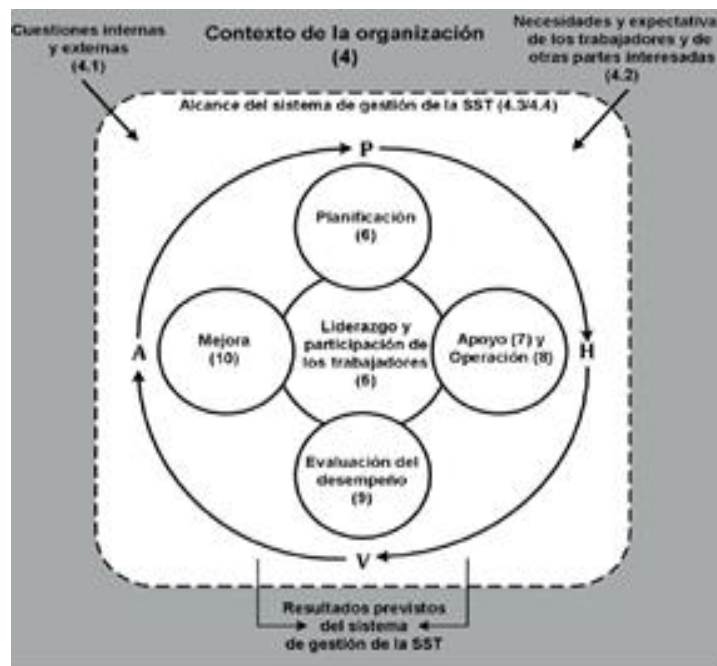 Cuestiones internas
y externas
(4.1)
Contexto de la organización
(4)
Necesidades y expectativa
de los trabajadores y de
otras partes interesadas
(4.2)
Alcance del sistema de gestión de la SST (4.3/4.4)
P
Planificación
(6)
A
Mejora
(10)
Liderazgo y
participación de
los trabajadores
(5)
Apoyo (7) y
Operación (8)
H
Evaluación del
desempeño
(9)
V
Resultados previstos
del sistema
de gestión de la SST